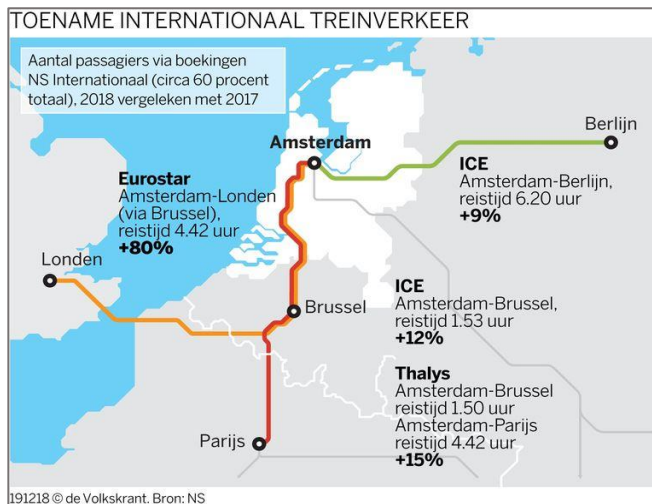 TOENAME INTERNATIONAAL TREINVERKEER
Aantal passagiers via boekingen
NS Internationaal (circa 60 procent
totaal), 2018 vergeleken met 2017
Berlijn
Amsterdam
ICE
Amsterdam-Berlijn,
reistijd 6.20 uur
+9%
Eurostar
Amsterdam-Londen
(via Brussel),
reistijd 4.42 uur
+80%
Londen
Brussel
ICE
Amsterdam-Brussel,
reistijd 1.53 uur
+12%
Thalys
Amsterdam-Brussel
reistijd 1.50 uur
Amsterdam-Parijs
reistijd 4.42 uur
+15%
Parijs
191218 © de Volkskrant. Bron: NS